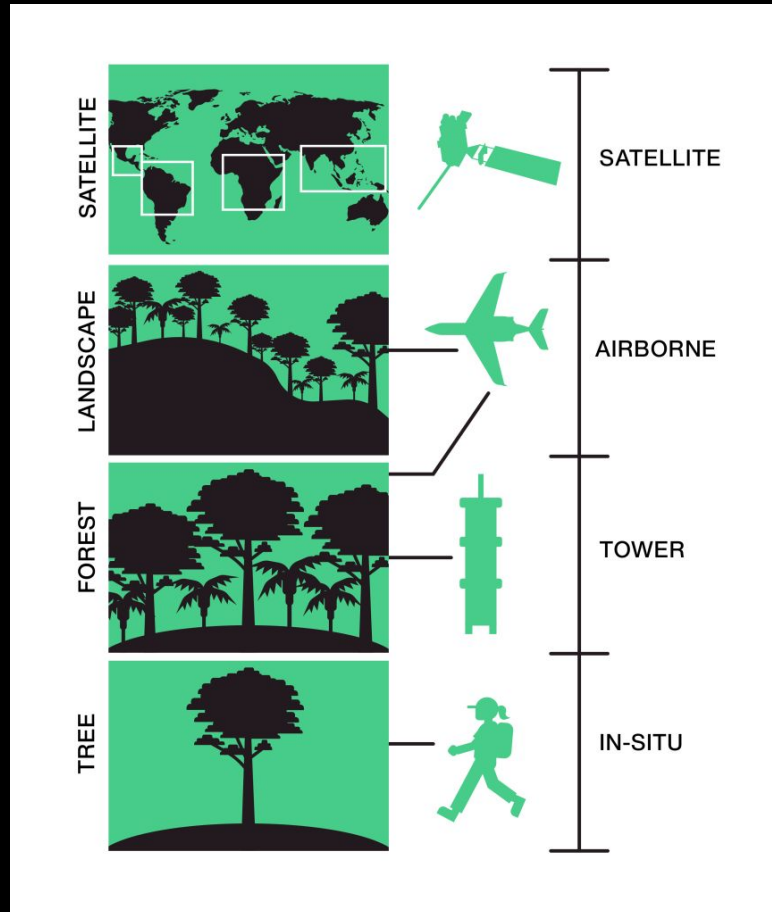 SATELLITE
SATELLITE
LANDSCAPE
AIRBORNE
FOREST
TOWER
TREE
IN-SITU